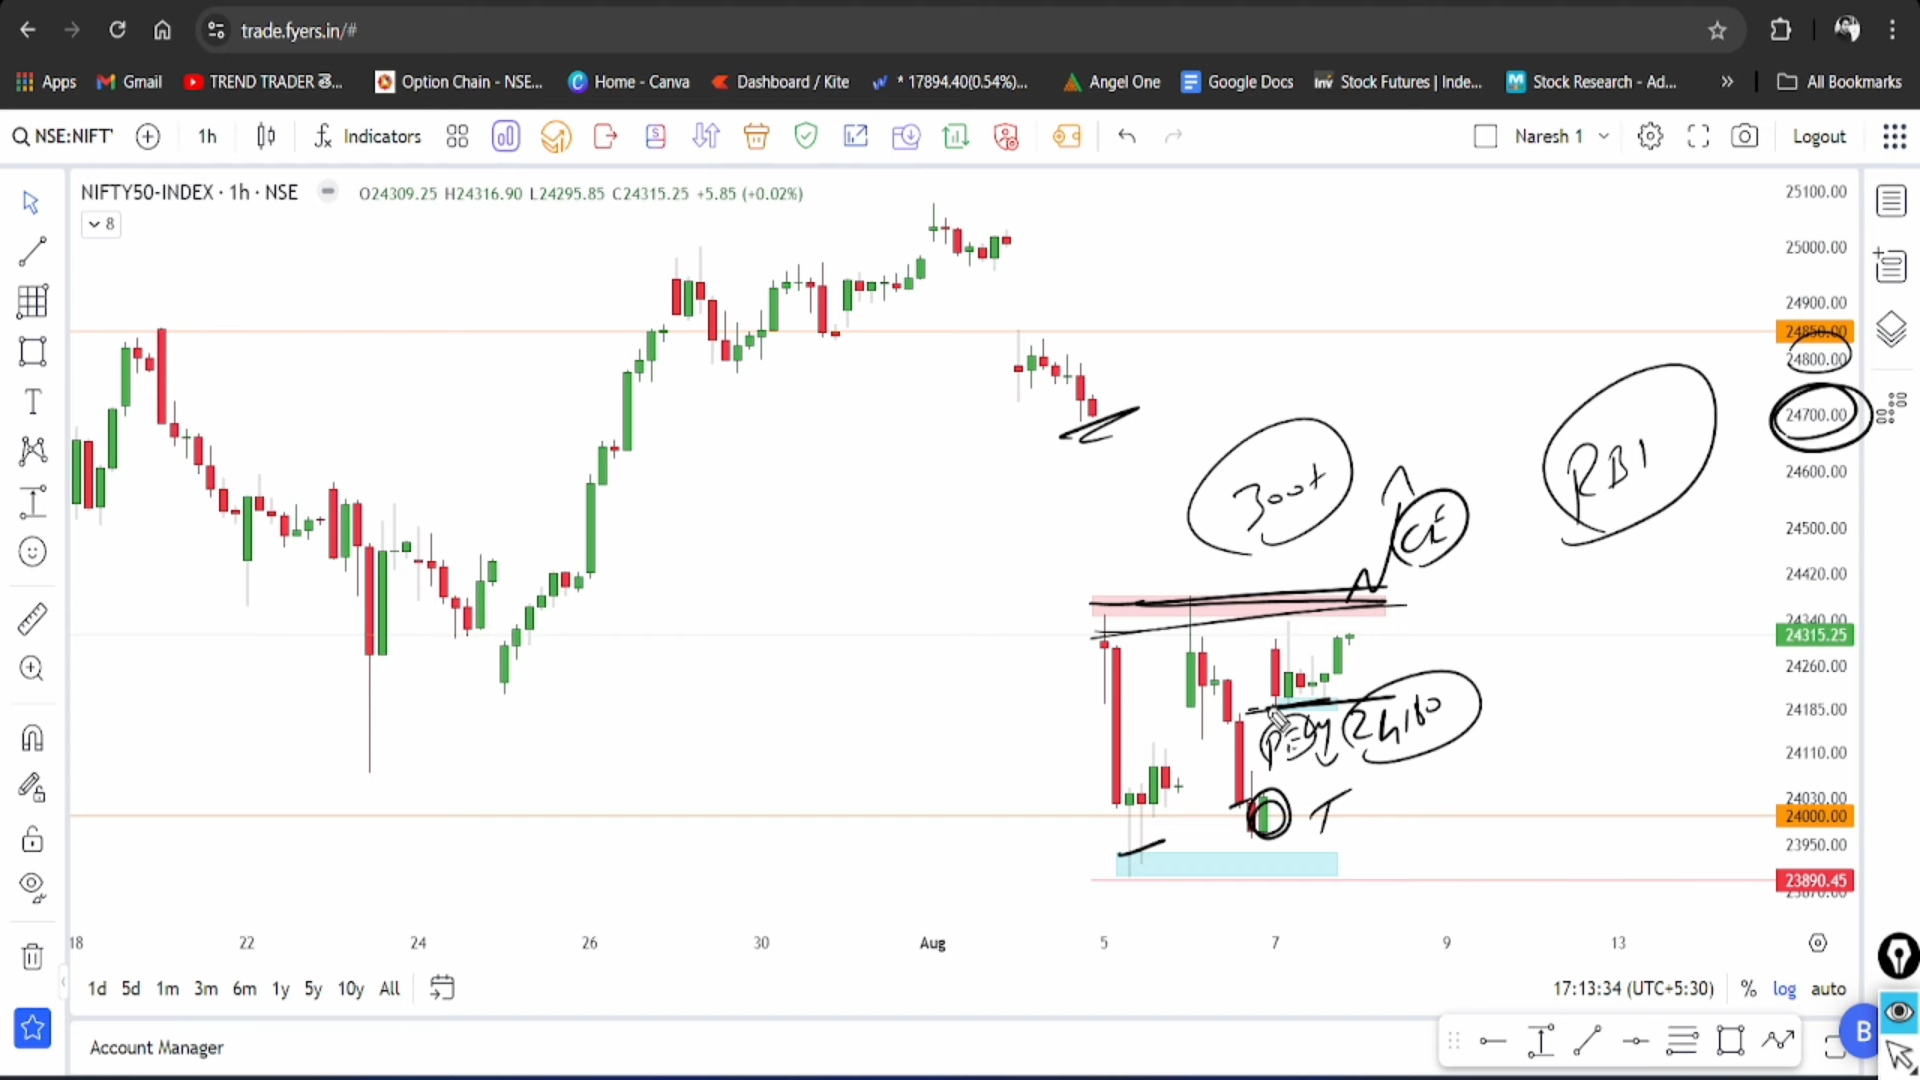 trade.fyers.in/#
Apps Gmail TREND TRADER తె... Option Chain - NSE... Home - Canva Dashboard / Kite * 17894.40(0.54%)... Angel One Google Docs Inv Stock Futures | Inde... Stock Research - Ad... » All Bookmarks
NSE:NIFT' 1h fx Indicators Naresh 1 Logout
NIFTY50-INDEX · 1h · NSE O24309.25 H24316.90 L24295.85 C24315.25 +5.85 (+0.02%)
8
25100.00
25000.00
24900.00
24850.00
24800.00
24700.00
24600.00
24500.00
24420.00
24340.00
24315.25
24260.00
24185.00
24110.00
24030.00
24000.00
23950.00
23890.45
300+
RBI
24180
T
18 22 24 26 30 Aug 5 7 9 13
1d 5d 1m 3m 6m 1y 5y 10y All 17:13:34 (UTC+5:30) % log auto
Account Manager
B